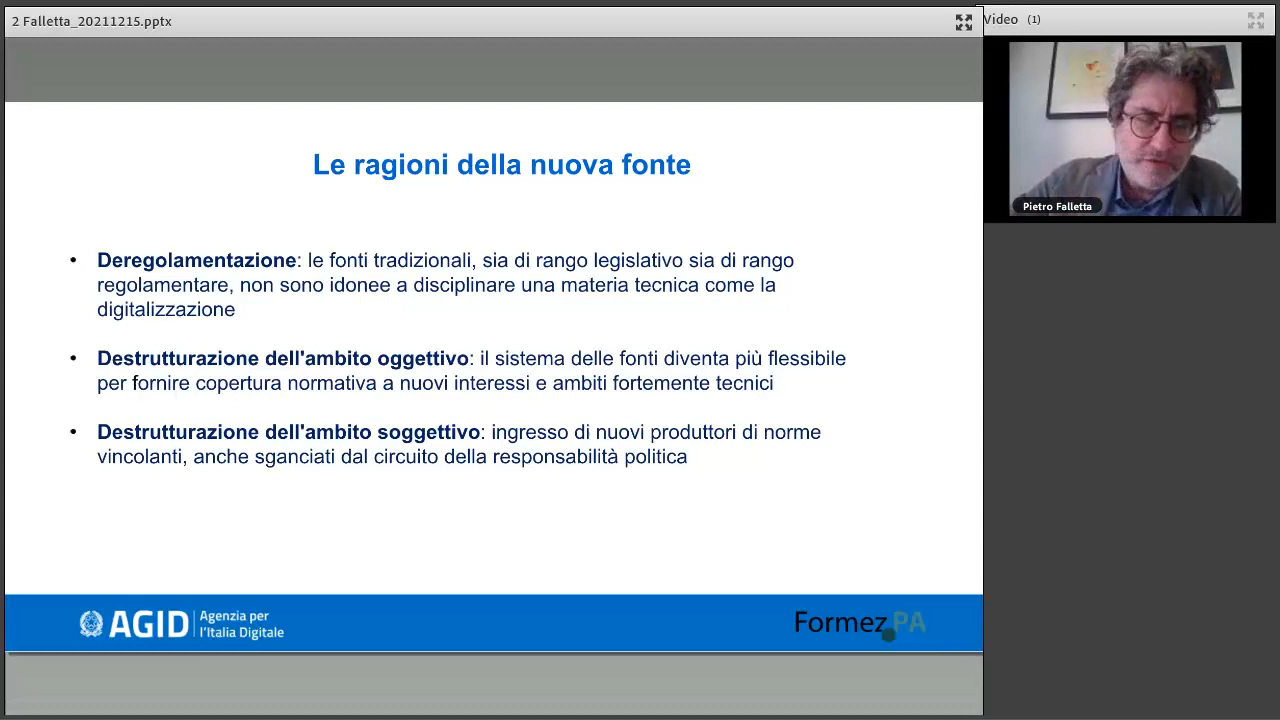 2 Falletta_20211215.pptx
Video (1)
Pietro Falletta
Le ragioni della nuova fonte
• Deregolamentazione: le fonti tradizionali, sia di rango legislativo sia di rango
regolamentare, non sono idonee a disciplinare una materia tecnica come la
digitalizzazione
• Destrutturazione dell'ambito oggettivo: il sistema delle fonti diventa più flessibile
per fornire copertura normativa a nuovi interessi e ambiti fortemente tecnici
• Destrutturazione dell'ambito soggettivo: ingresso di nuovi produttori di norme
vincolanti, anche sganciati dal circuito della responsabilità politica
AGID
Agenzia per
l'Italia Digitale
Formez PA